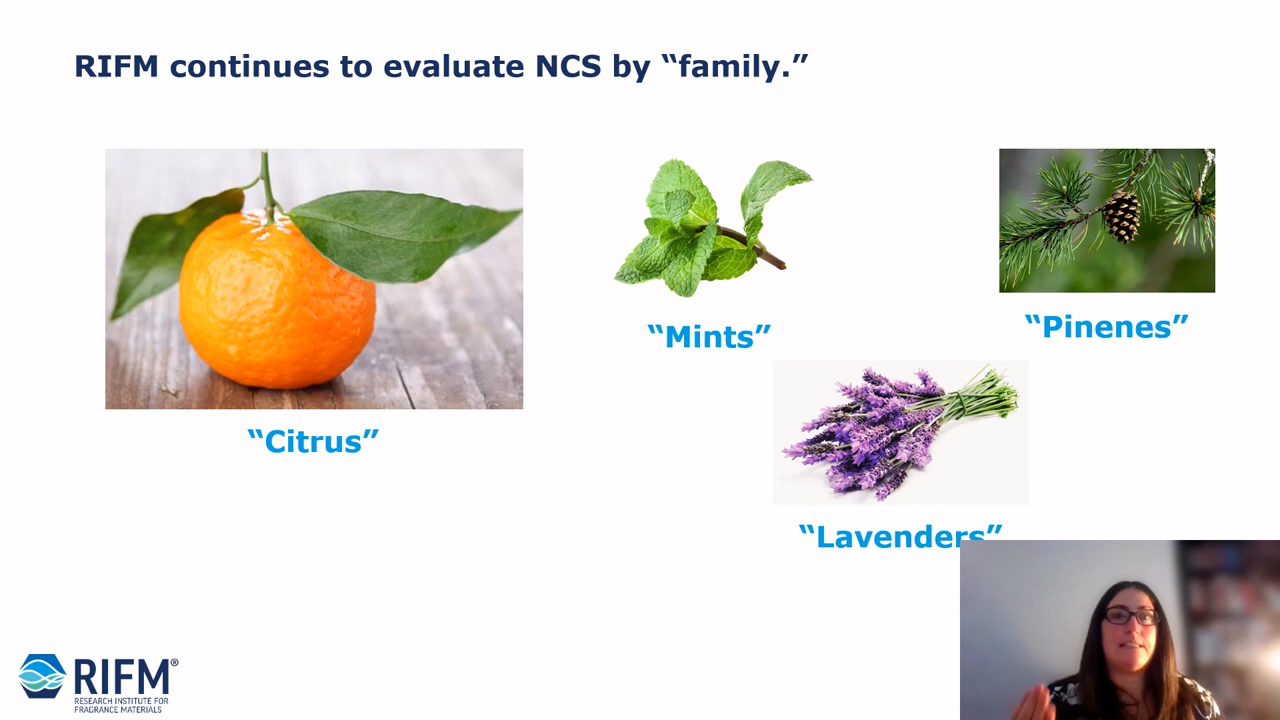 RIFM continues to evaluate NCS by “family.”
“Mints”
“Pinenes”
“Citrus”
“Lavenders”
RIFM®
RESEARCH INSTITUTE FOR
FRAGRANCE MATERIALS